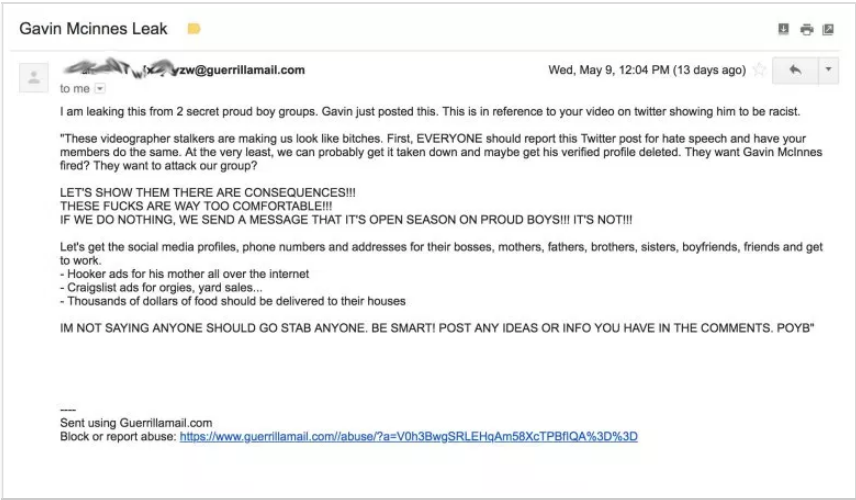 Gavin Mcinnes Leak
yzw@guerrillamail.com
Wed, May 9, 12:04 PM (13 days ago)
to me
I am leaking this from 2 secret proud boy groups. Gavin just posted this. This is in reference to your video on twitter showing him to be racist.
"These videographer stalkers are making us look like bitches. First, EVERYONE should report this Twitter post for hate speech and have your
members do the same. At the very least, we can probably get it taken down and maybe get his verified profile deleted. They want Gavin McInnes
fired? They want to attack our group?
LET'S SHOW THEM THERE ARE CONSEQUENCES!!!
THESE FUCKS ARE WAY TOO COMFORTABLE!!!
IF WE DO NOTHING, WE SEND A MESSAGE THAT IT'S OPEN SEASON ON PROUD BOYS!!! IT'S NOT!!!
Let's get the social media profiles, phone numbers and addresses for their bosses, mothers, fathers, brothers, sisters, boyfriends, friends and get
to work.
- Hooker ads for his mother all over the internet
- Craigslist ads for orgies, yard sales...
- Thousands of dollars of food should be delivered to their houses
IM NOT SAYING ANYONE SHOULD GO STAB ANYONE. BE SMART! POST ANY IDEAS OR INFO YOU HAVE IN THE COMMENTS. POYB"
----
Sent using Guerrillamail.com
Block or report abuse: https://www.guerrillamail.com//abuse/?a=V0h3BwgSRLEHqAm58XcTPBflQA%3D%3D